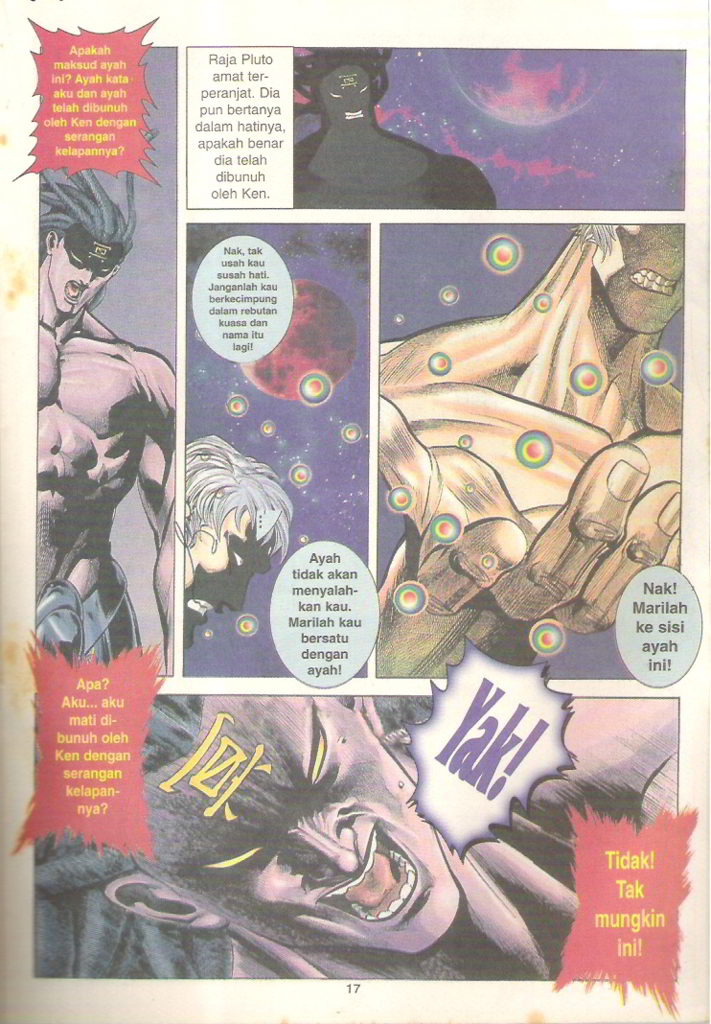 Apakah
maksud ayah
ini? Ayah kata
aku dan ayah
telah dibunuh
oleh Ken dengan
serangan
kelapannya?
Raja Pluto
amat ter-
peranjat. Dia
pun bertanya
dalam hatinya,
apakah benar
dia telah
dibunuh
oleh Ken.
Nak, tak
usah kau
susah hati.
Janganlah kau
berkecimpung
dalam rebutan
kuasa dan
nama itu
lagi!
Ayah
tidak akan
menyalah-
kan kau.
Marilah kau
bersatu
dengan
ayah!
Nak!
Marilah
ke sisi
ayah
ini!
Apa?
Aku... aku
mati di-
bunuh oleh
Ken dengan
serangan
kelapan-
nya?
Yak!
Tidak!
Tak
mungkin
ini!
17